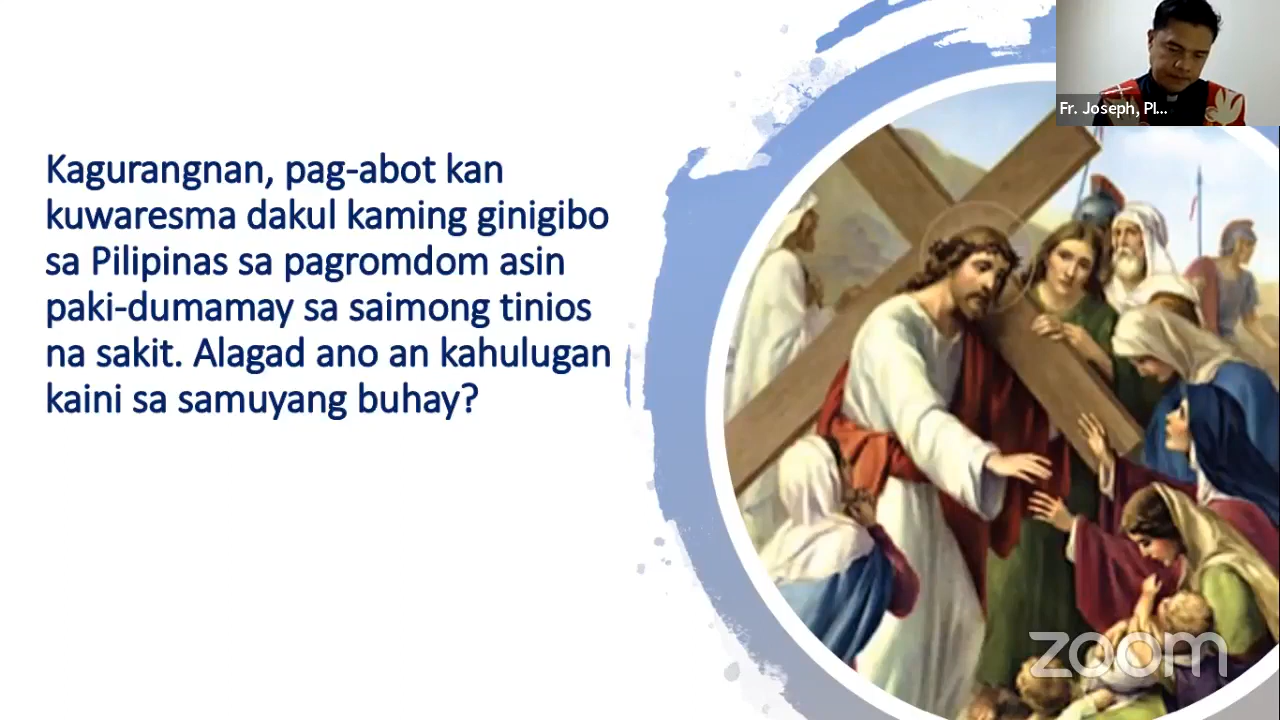 Kagurangnan, pag-abot kan
kuwaresma dakul kaming ginigibo
sa Pilipinas sa pagromdom asin
paki-dumamay sa saimong tinios
na sakit. Alagad ano an kahulugan
kaini sa samuyang buhay?
Fr. Joseph, Pl...
zoom